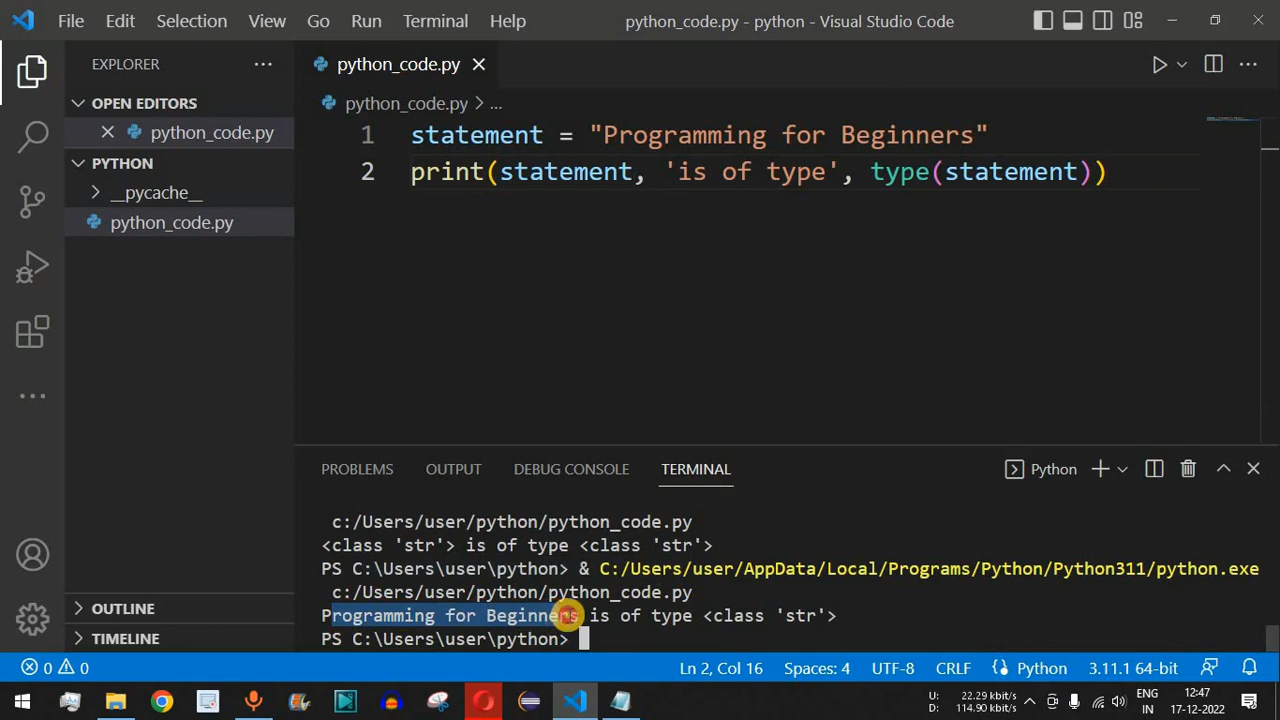 File Edit Selection View Go Run Terminal Help python_code.py - python - Visual Studio Code
EXPLORER ...
python_code.py
OPEN EDITORS
python_code.py
PYTHON
__pycache__
python_code.py
OUTLINE
TIMELINE
python_code.py > ...
1 statement = "Programming for Beginners"
2 print(statement, 'is of type', type(statement))
PROBLEMS OUTPUT DEBUG CONSOLE TERMINAL Python
c:/Users/user/python/python_code.py
<class 'str'> is of type <class 'str'>
PS C:\Users\user\python> & C:/Users/user/AppData/Local/Programs/Python/Python311/python.exe
c:/Users/user/python/python_code.py
Programming for Beginners is of type <class 'str'>
PS C:\Users\user\python>
0 0 Ln 2, Col 16 Spaces: 4 UTF-8 CRLF Python 3.11.1 64-bit
U: 22.29 kbit/s
D: 114.90 kbit/s
ENG
IN
12:47
17-12-2022